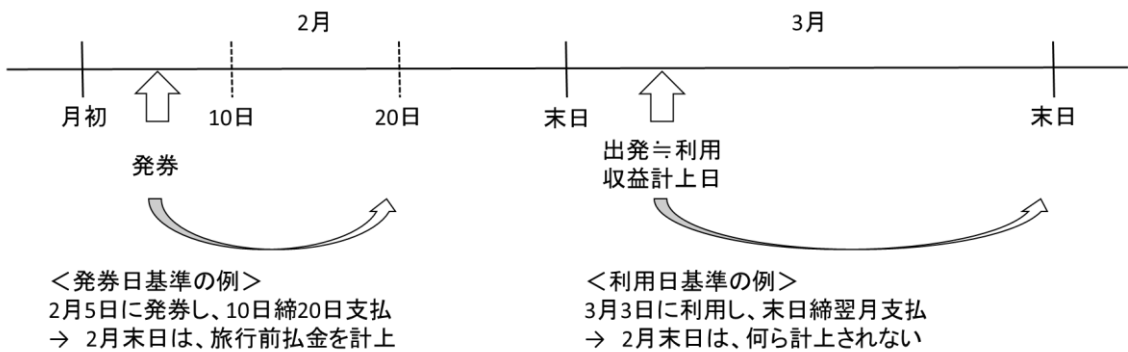 2月
3月
月初
10日
20日
末日
末日
発券
出発≒利用
収益計上日
＜発券日基準の例＞
2月5日に発券し、10日締20日支払
→ 2月末日は、旅行前払金を計上
＜利用日基準の例＞
3月3日に利用し、末日締翌月支払
→ 2月末日は、何ら計上されない